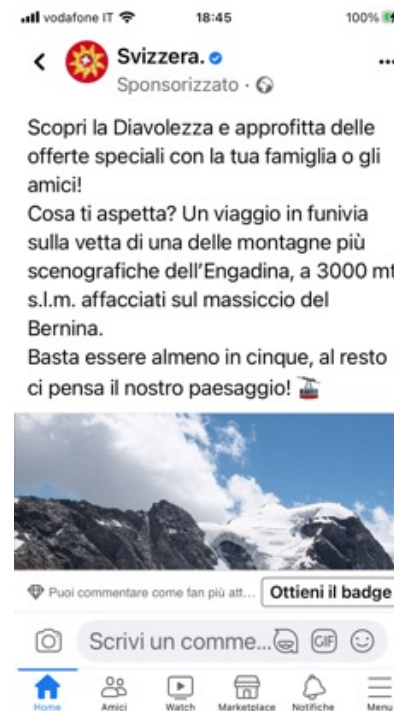 vodafone IT 18:45 100%
Svizzera.
Sponsorizzato ·
Scopri la Diavolezza e approfitta delle
offerte speciali con la tua famiglia o gli
amici!
Cosa ti aspetta? Un viaggio in funivia
sulla vetta di una delle montagne più
scenografiche dell'Engadina, a 3000 mt
s.l.m. affacciati sul massiccio del
Bernina.
Basta essere almeno in cinque, al resto
ci pensa il nostro paesaggio! 🚡
Puoi commentare come fan più att... Ottieni il badge
Scrivi un comme... GIF
Home Amici Watch Marketplace Notifiche Menu